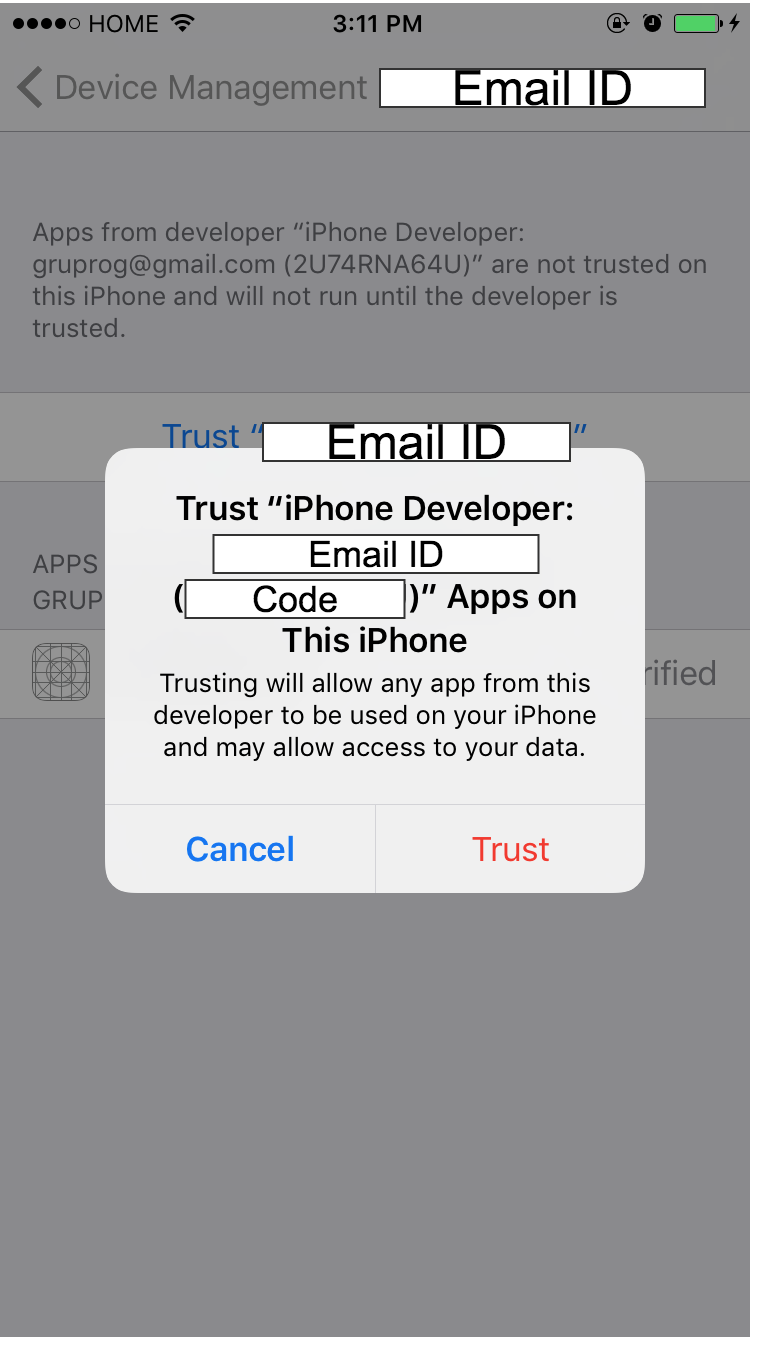 HOME 3:11 PM
Device Management Email ID
Apps from developer “iPhone Developer:
gruprog@gmail.com (2U74RNA64U)” are not trusted on
this iPhone and will not run until the developer is
trusted.
Trust “Email ID”
Trust “iPhone Developer:
Email ID
(Code)” Apps on
This iPhone
Trusting will allow any app from this
developer to be used on your iPhone
and may allow access to your data.
Cancel Trust
APPS
GRUP
rified